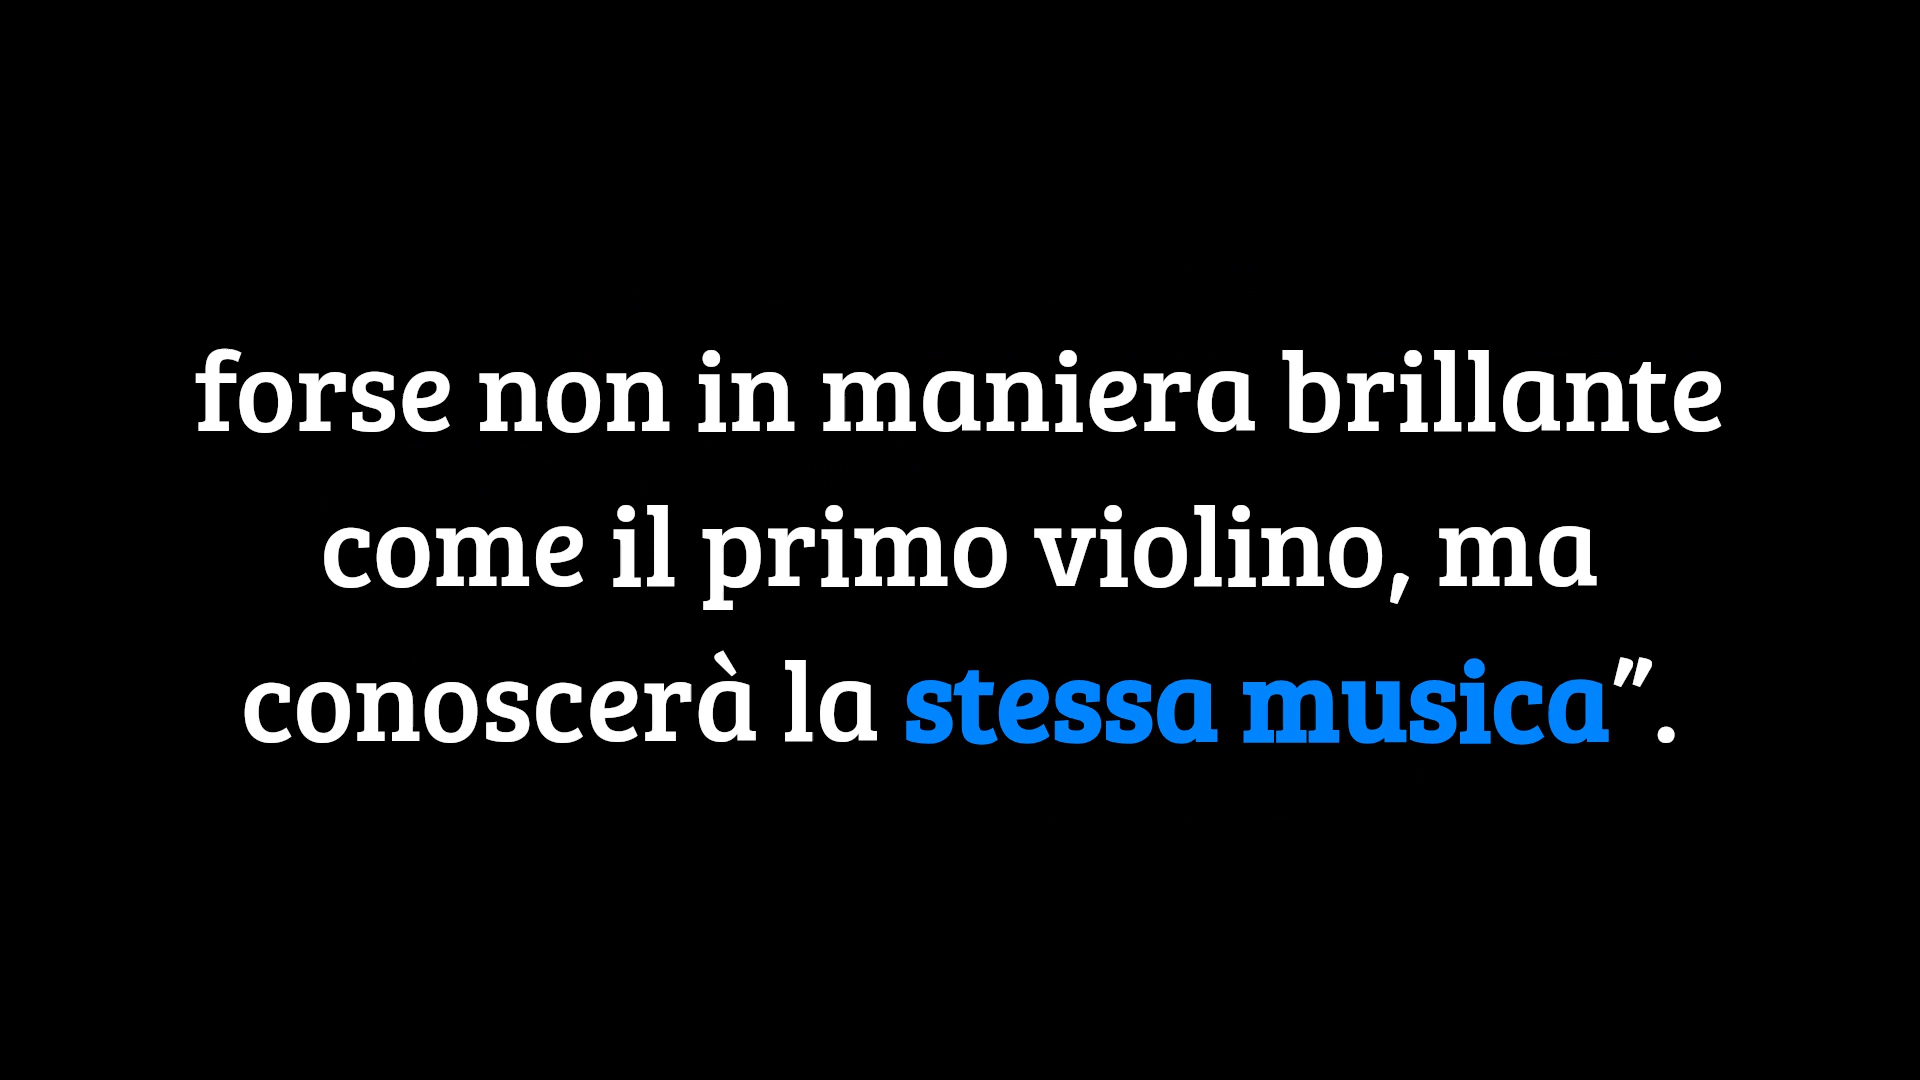 forse non in maniera brillante
come il primo violino, ma
conoscerà la stessa musica”.